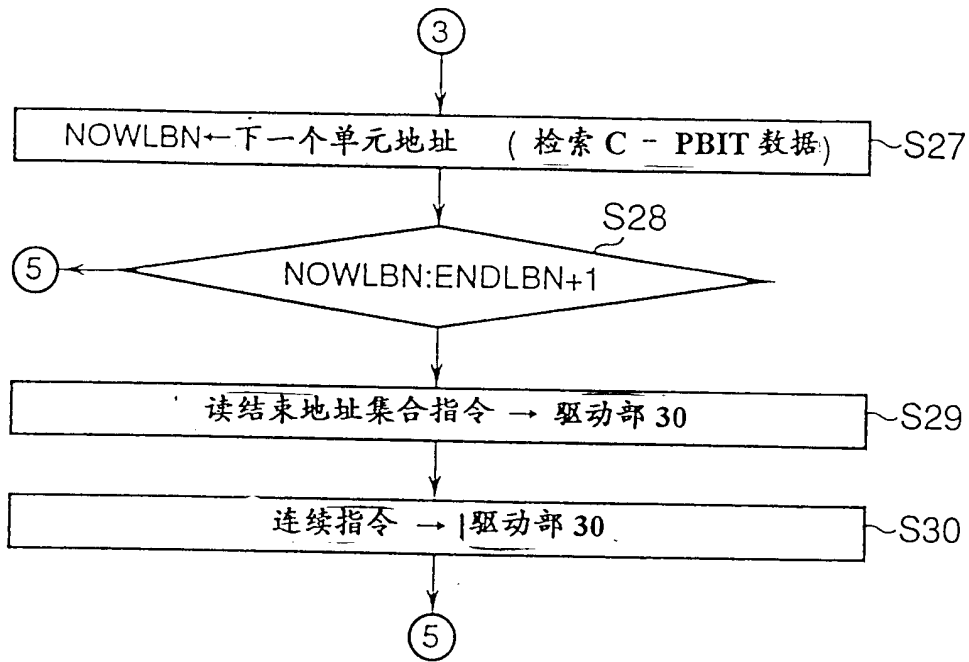 ③
NOWLBN←下一个单元地址 (检索 C - PBIT 数据)
S27
S28
⑤
NOWLBN:ENDLBN+1
读结束地址集合指令 → 驱动部 30
S29
连续指令 → 驱动部 30
S30
⑤